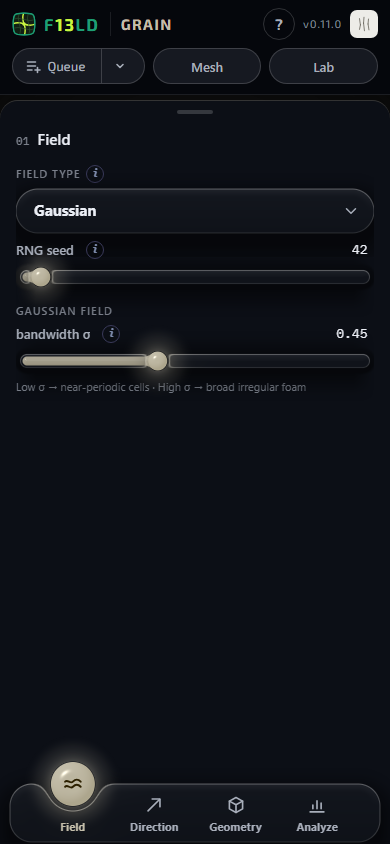 F13LD GRAIN ? v0.11.0
Queue Mesh Lab
01 Field
FIELD TYPE i
Gaussian
RNG seed i 42
GAUSSIAN FIELD
bandwidth σ i 0.45
Low σ → near-periodic cells · High σ → broad irregular foam
Field Direction Geometry Analyze